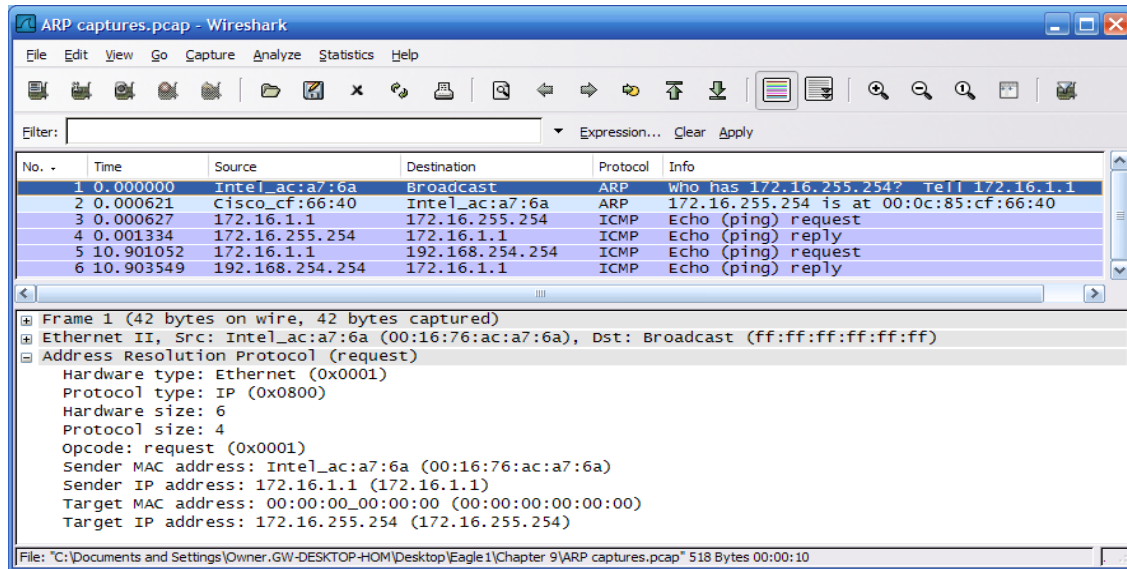 ARP captures.pcap - Wireshark
File Edit View Go Capture Analyze Statistics Help
Filter: Expression... Clear Apply
No. - Time Source Destination Protocol Info
1 0.000000 Intel_ac:a7:6a Broadcast ARP Who has 172.16.255.254? Tell 172.16.1.1
2 0.000621 Cisco_cf:66:40 Intel_ac:a7:6a ARP 172.16.255.254 is at 00:0c:85:cf:66:40
3 0.000627 172.16.1.1 172.16.255.254 ICMP Echo (ping) request
4 0.001334 172.16.255.254 172.16.1.1 ICMP Echo (ping) reply
5 10.901052 172.16.1.1 192.168.254.254 ICMP Echo (ping) request
6 10.903549 192.168.254.254 172.16.1.1 ICMP Echo (ping) reply
Frame 1 (42 bytes on wire, 42 bytes captured)
Ethernet II, Src: Intel_ac:a7:6a (00:16:76:ac:a7:6a), Dst: Broadcast (ff:ff:ff:ff:ff:ff)
Address Resolution Protocol (request)
Hardware type: Ethernet (0x0001)
Protocol type: IP (0x0800)
Hardware size: 6
Protocol size: 4
Opcode: request (0x0001)
Sender MAC address: Intel_ac:a7:6a (00:16:76:ac:a7:6a)
Sender IP address: 172.16.1.1 (172.16.1.1)
Target MAC address: 00:00:00_00:00:00 (00:00:00:00:00:00)
Target IP address: 172.16.255.254 (172.16.255.254)
File: "C:\Documents and Settings\Owner.GW-DESKTOP-HOM\Desktop\Eagle1\Chapter 9\ARP captures.pcap" 518 Bytes 00:00:10